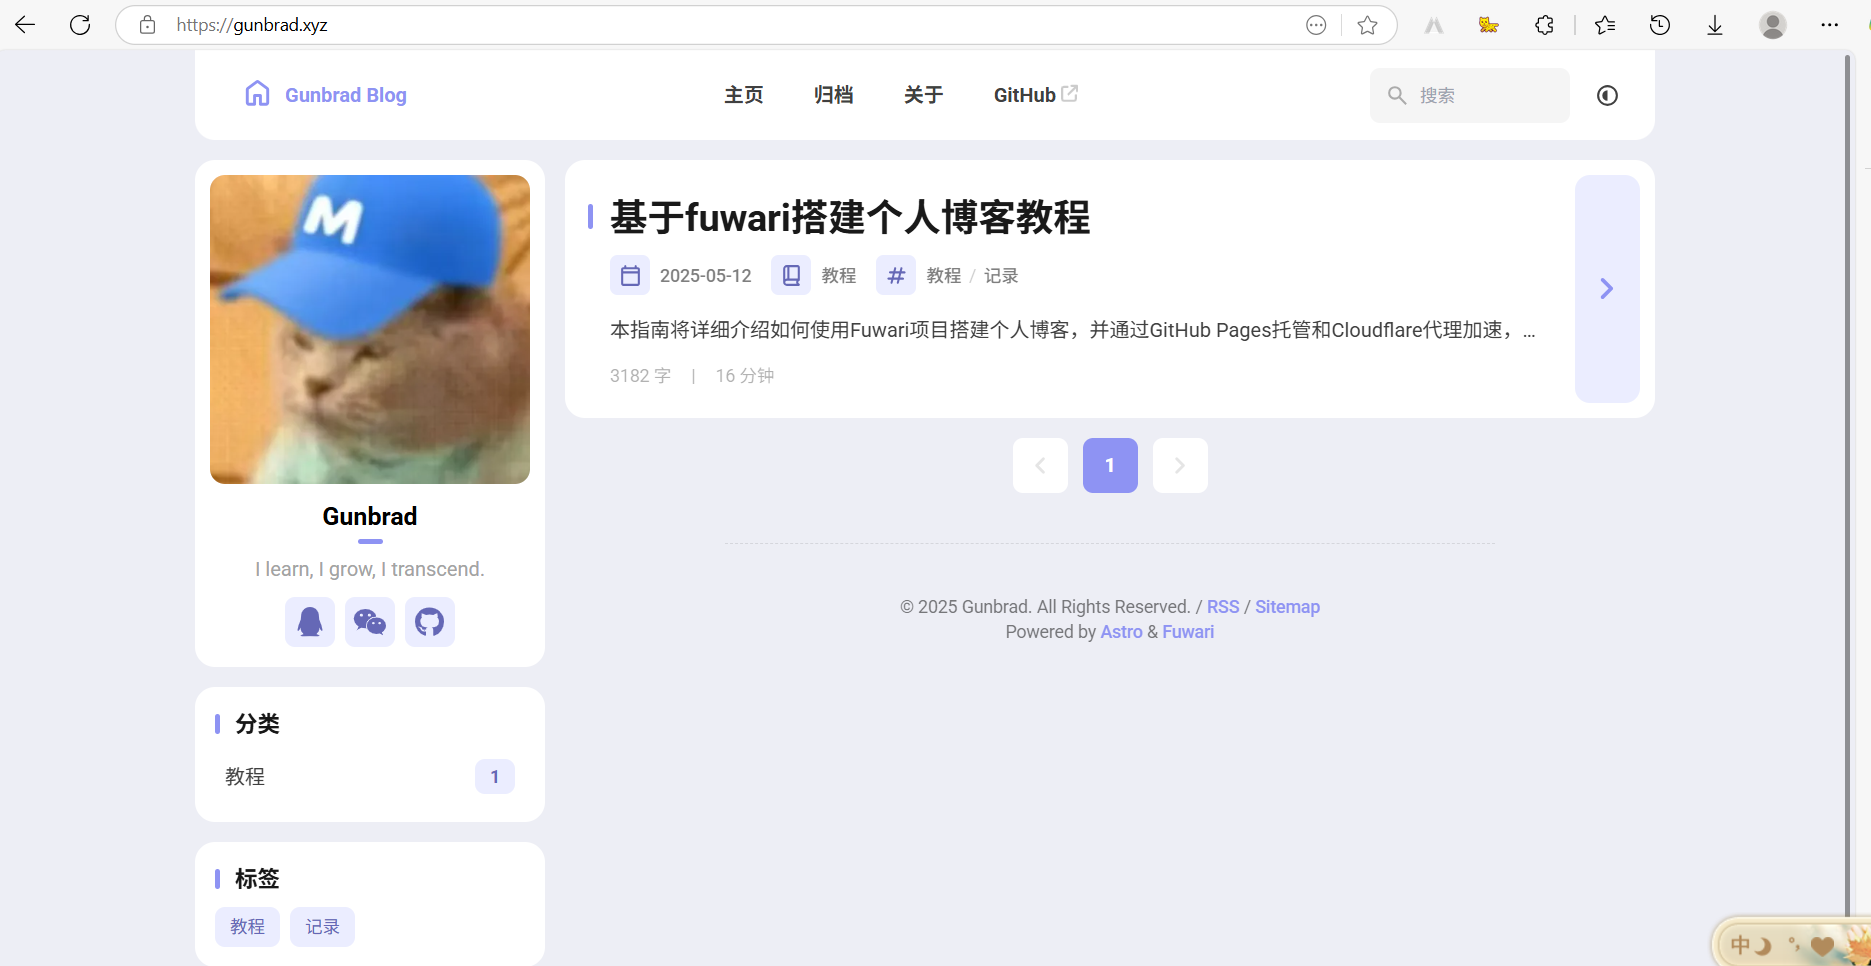 https://gunbrad.xyz
Gunbrad Blog
主页
归档
关于
GitHub
搜索
M
Gunbrad
I learn, I grow, I transcend.
分类
教程
1
标签
教程
记录
基于fuwari搭建个人博客教程
2025-05-12 教程 # 教程 / 记录
本指南将详细介绍如何使用Fuwari项目搭建个人博客，并通过GitHub Pages托管和Cloudflare代理加速，...
3182 字 | 16 分钟
1
© 2025 Gunbrad. All Rights Reserved. / RSS / Sitemap
Powered by Astro & Fuwari
中